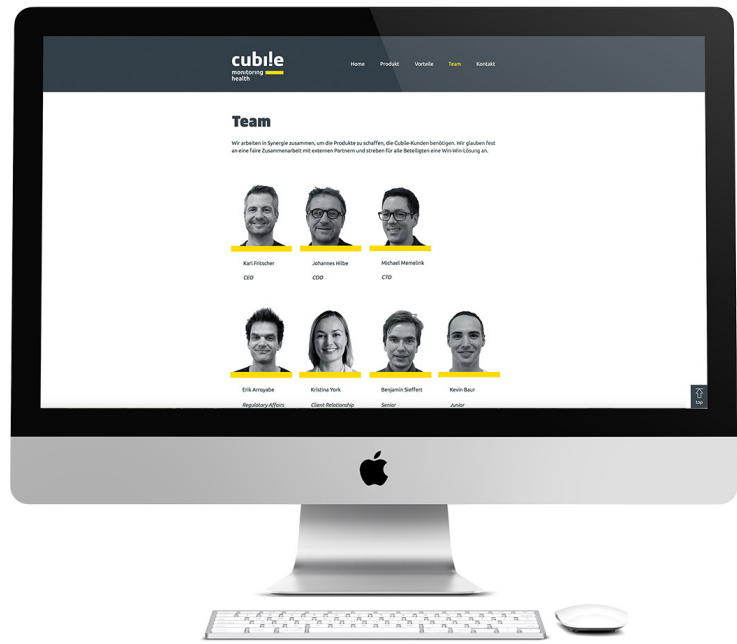 cubile
monitoring
health
Home Produkt Vorteile Team Kontakt
Team
Wir arbeiten in Synergie zusammen, um die Produkte zu schaffen, die Cubile-Kunden benötigen. Wir glauben fest
an eine faire Zusammenarbeit mit externen Partnern und streben für alle Beteiligten eine Win-Win-Lösung an.
Karl Fritscher Johannes Hilbe Michael Memelink
CEO COO CTO
Erik Arroyabe Kristina York Benjamin Sieffert Kevin Baur
Regulatory Affairs Client Relationship Senior Junior
top